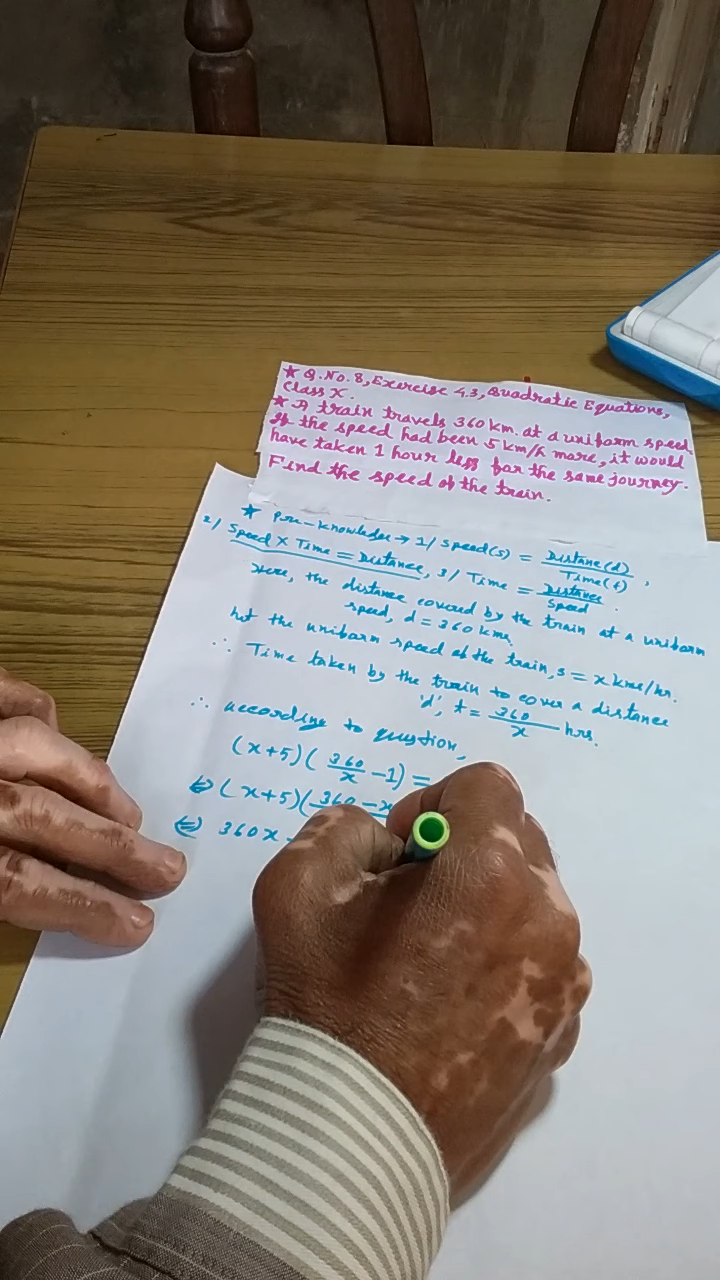 ★ Q. No. 8, Exercise 4.3, Quadratic Equations,
Class X.
★ A train travels 360 km. at a uniform speed.
If the speed had been 5 km/h more, it would
have taken 1 hour less for the same journey.
Find the speed of the train.
★ Pre-knowledge → 1/ Speed(s) = Distane(d)/Time(t) ,
2/ Speed × Time = Distance, 3/ Time = Distance/Speed .
Here, the distance covered by the train at a uniform
speed, d = 360 kms.
Let the uniform speed of the train, s = x kms/hr.
∴ Time taken by the train to cover a distance
'd', t = 360/x hrs.
∴ according to question,
(x+5)(360/x - 1) =
⇔ (x+5)(360-x
⇔ 360x -